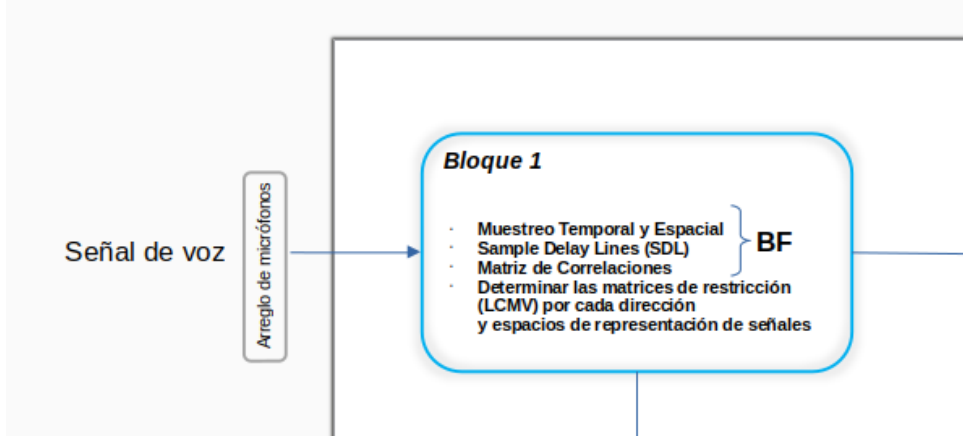 Señal de voz
Arreglo de micrófonos
Bloque 1
· Muestreo Temporal y Espacial
· Sample Delay Lines (SDL)
· Matriz de Correlaciones
BF
· Determinar las matrices de restricción
(LCMV) por cada dirección
y espacios de representación de señales